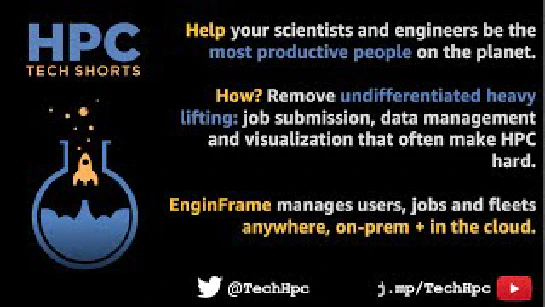 HPC
TECH SHORTS
Help your scientists and engineers be the
most productive people on the planet.
How? Remove undifferentiated heavy
lifting: job submission, data management
and visualization that often make HPC
hard.
EnginFrame manages users, jobs and fleets
anywhere, on-prem + in the cloud.
@TechHpc
j.mp/TechHpc